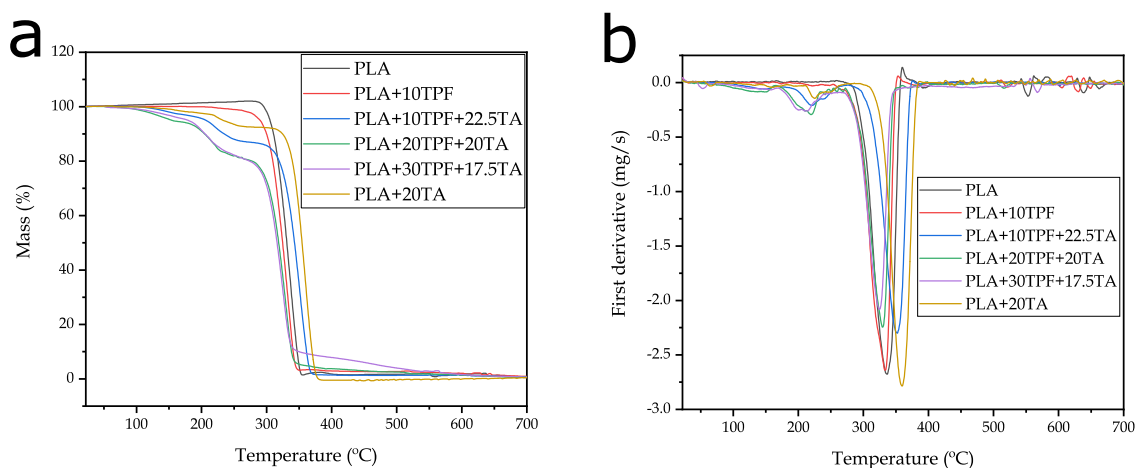 a
120
100
80
60
40
20
0
Mass (%)
PLA
PLA+10TPF
PLA+10TPF+22.5TA
PLA+20TPF+20TA
PLA+30TPF+17.5TA
PLA+20TA
100 200 300 400 500 600 700
Temperature (ºC)
b
0.0
-0.5
-1.0
-1.5
-2.0
-2.5
-3.0
First derivative (mg/s)
PLA
PLA+10TPF
PLA+10TPF+22.5TA
PLA+20TPF+20TA
PLA+30TPF+17.5TA
PLA+20TA
100 200 300 400 500 600 700
Temperature (ºC)